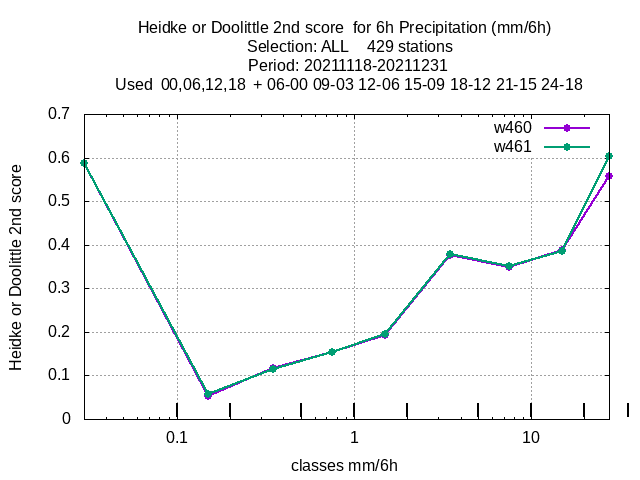 Heidke or Doolittle 2nd score  for 6h Precipitation (mm/6h)
Selection: ALL    429 stations
Period: 20211118-20211231
Used  00,06,12,18  + 06-00 09-03 12-06 15-09 18-12 21-15 24-18
w460
w461
0.7
0.6
0.5
0.4
0.3
0.2
0.1
0
Heidke or Doolittle 2nd score
0.1 1 10
classes mm/6h